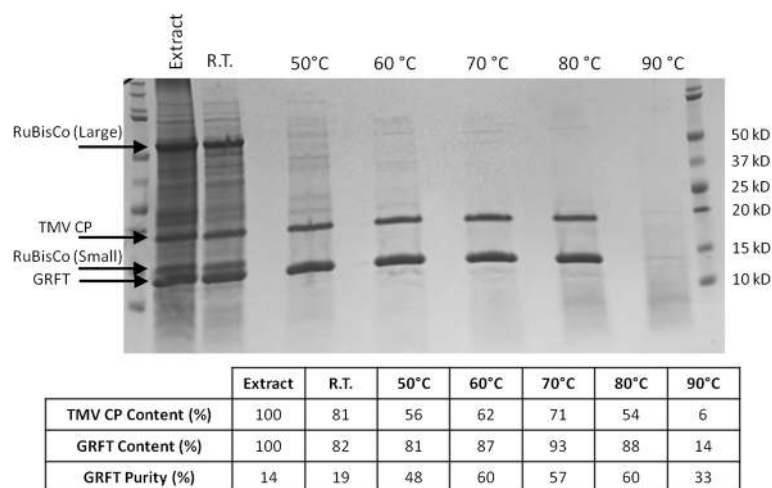 Extract R.T. 50°C 60°C 70°C 80°C 90°C
RuBisCo (Large)
TMV CP
RuBisCo (Small)
GRFT
50 kD
37 kD
25 kD
20 kD
15 kD
10 kD
Extract R.T. 50°C 60°C 70°C 80°C 90°C
TMV CP Content (%) 100 81 56 62 71 54 6
GRFT Content (%) 100 82 81 87 93 88 14
GRFT Purity (%) 14 19 48 60 57 60 33